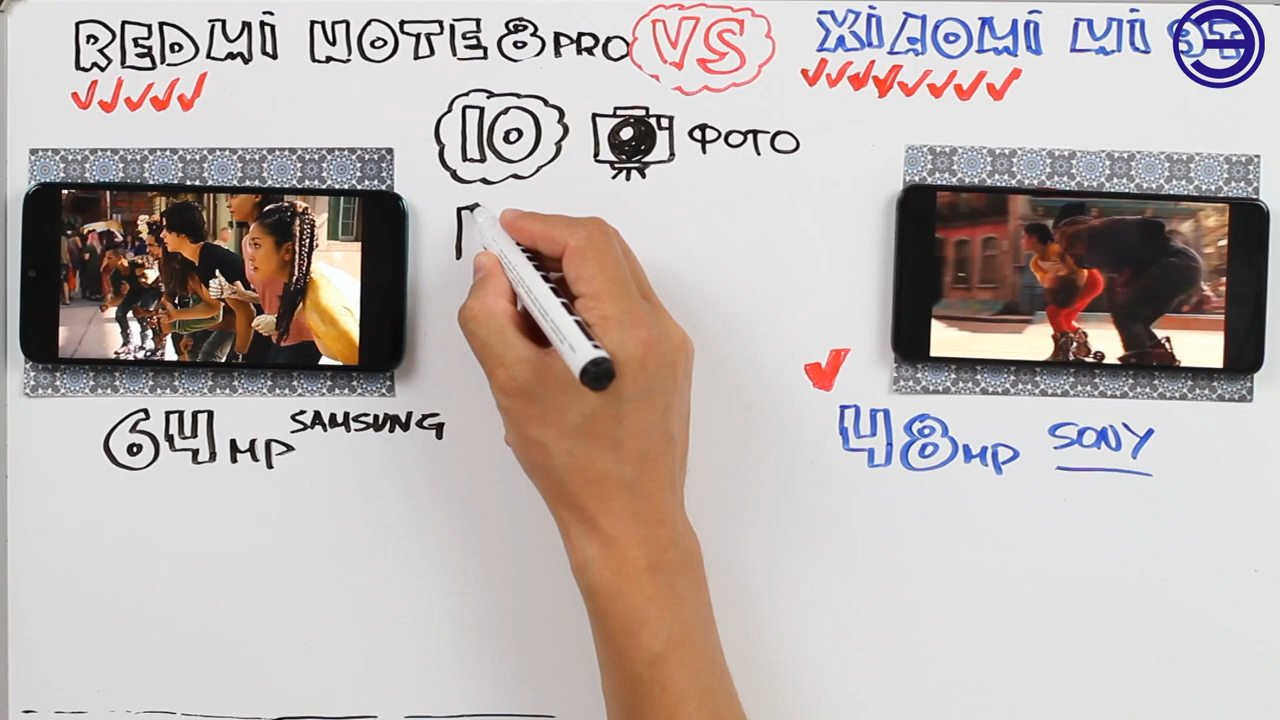 REDMI NOTE 8 PRO VS XIAOMI MI 9T
10 ФОТО
64 MP SAMSUNG
48 MP SONY